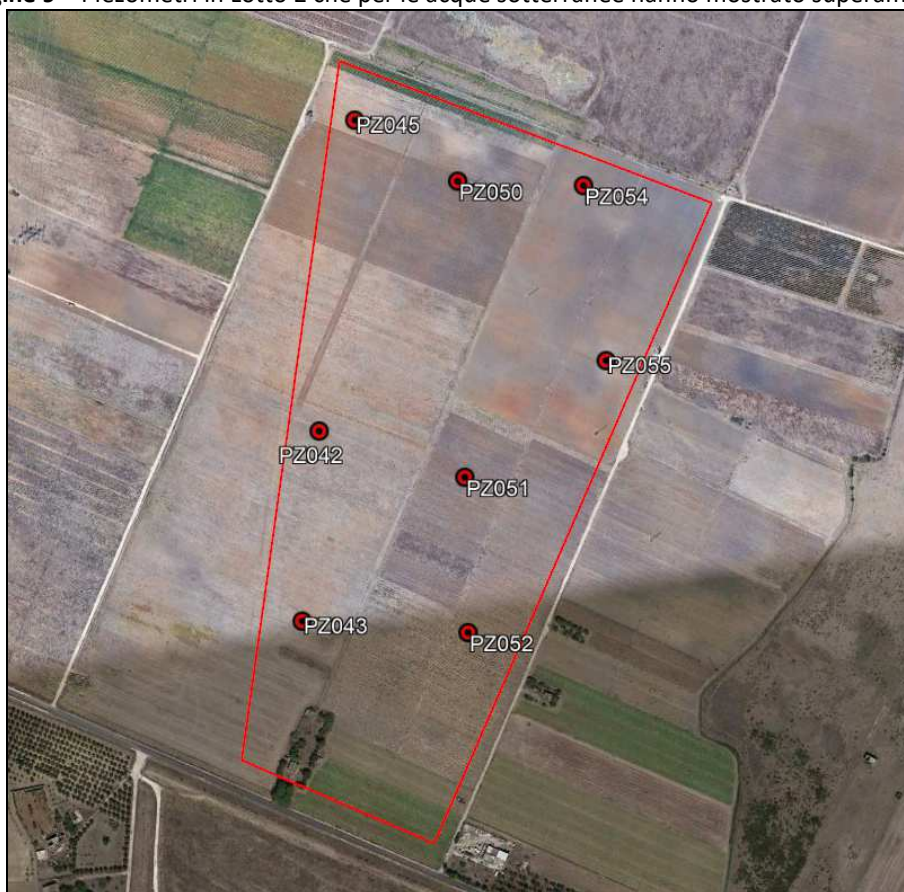 Piezometri in Lotto 2 che per le acque sotterranee hanno mostrato
PZ045
PZ050
PZ054
PZ055
PZ042
PZ051
PZ043
PZ052